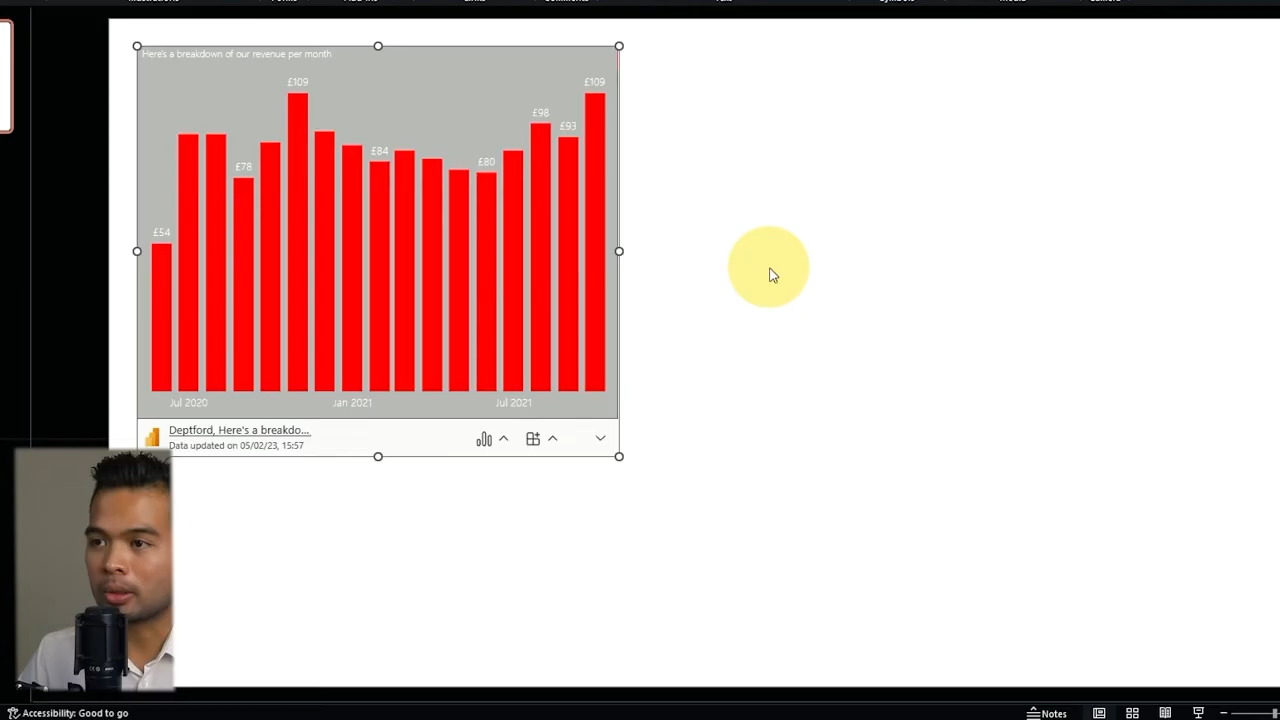 Here's a breakdown of our revenue per month
£109
£109
£98
£93
£84
£80
£78
£54
Jul 2020
Jan 2021
Jul 2021
Deptford, Here's a breakdo...
Data updated on 05/02/23, 15:57
Accessibility: Good to go
Notes